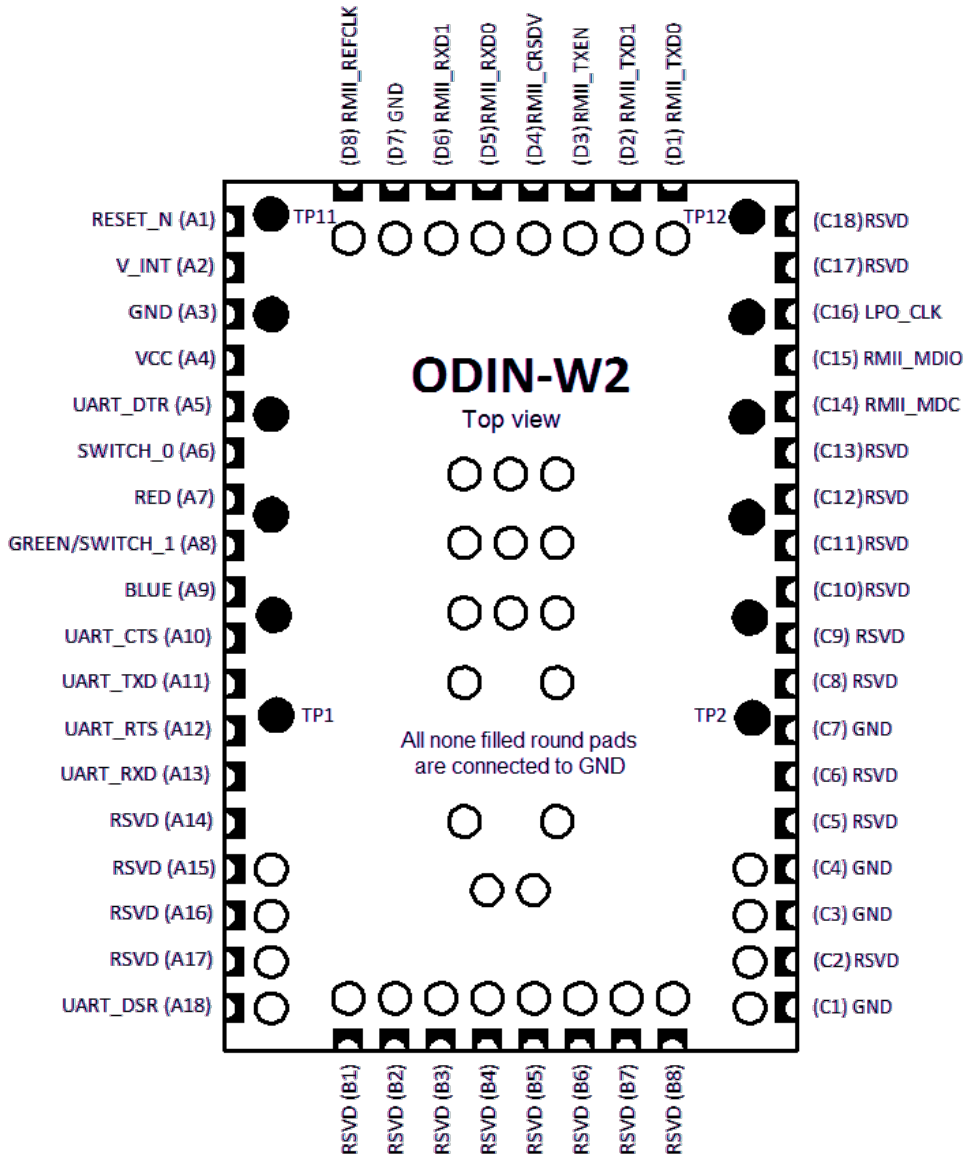 (D8) RMII_REFCLK
(D7) GND
(D6) RMII_RXD1
(D5)RMII_RXD0
(D4)RMII_CRSDV
(D3)RMII_TXEN
(D2) RMII_TXD1
(D1) RMII_TXD0
RESET_N (A1)
V_INT (A2)
GND (A3)
VCC (A4)
UART_DTR (A5)
SWITCH_0 (A6)
RED (A7)
GREEN/SWITCH_1 (A8)
BLUE (A9)
UART_CTS (A10)
UART_TXD (A11)
UART_RTS (A12)
UART_RXD (A13)
RSVD (A14)
RSVD (A15)
RSVD (A16)
RSVD (A17)
UART_DSR (A18)
TP11
TP12
ODIN-W2
Top view
TP1
TP2
All none filled round pads
are connected to GND
(C18)RSVD
(C17)RSVD
(C16) LPO_CLK
(C15) RMII_MDIO
(C14) RMII_MDC
(C13)RSVD
(C12)RSVD
(C11)RSVD
(C10)RSVD
(C9) RSVD
(C8) RSVD
(C7) GND
(C6) RSVD
(C5) RSVD
(C4) GND
(C3) GND
(C2)RSVD
(C1) GND
RSVD (B1)
RSVD (B2)
RSVD (B3)
RSVD (B4)
RSVD (B5)
RSVD (B6)
RSVD (B7)
RSVD (B8)